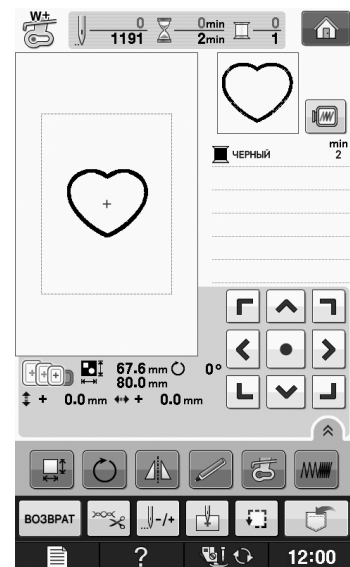 W+
0 0min 0
1191 2min 1
min
ЧЕРНЫЙ 2
67.6 mm 0°
80.0 mm
+ 0.0 mm + 0.0 mm
ВОЗВРАТ -/+
? 12:00